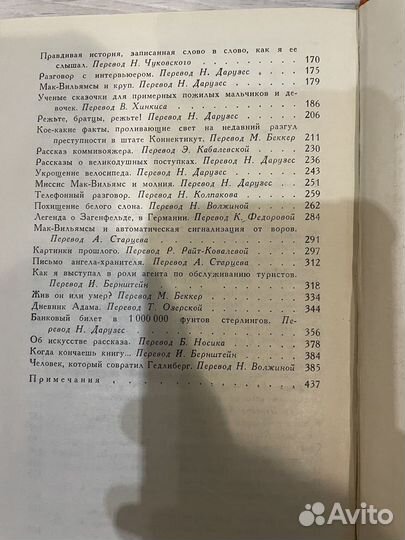 Правдивая история, записанная слово в слово, как я ее
слышал. Перевод Н. Чуковского . . . . . . 170
Разговор с интервьюером. Перевод Н. Дарузес . . . 175
Мак-Вильямсы и круп. Перевод Н. Дарузес . . . . 179
Ученые сказочки для примерных пожилых мальчиков и де-
вочек. Перевод В. Хинкиса . . . . . . . 186
Режьте, братцы, режьте! Перевод Н. Дарузес . . . 206
Кое-какие факты, проливающие свет на недавний разгул
преступности в штате Коннектикут. Перевод М. Беккер . 211
Рассказ коммивояжера. Перевод Э. Кабалевской . . . 230
Рассказы о великодушных поступках. Перевод Н. Дарузес 236
Укрощение велосипеда. Перевод Н. Дарузес . . . . 243
Миссис Мак-Вильямс и молния. Перевод Н. Дарузес . 251
Телефонный разговор. Перевод Н. Колпакова . . . . 259
Похищение белого слона. Перевод Н. Волжиной . . . 262
Легенда о Загенфельде, в Германии. Перевод К. Федоровой 284
Мак-Вильямсы и автоматическая сигнализация от воров.
Перевод А. Старцева . . . . . . . . 291
Картинки прошлого. Перевод Р. Райт-Ковалевой . . . 297
Письмо ангела-хранителя. Перевод А. Старцева . . . 312
Как я выступал в роли агента по обслуживанию туристов.
Перевод И. Бернштейн . . . . . . . . 318
Жив он или умер? Перевод М. Беккер . . . . . 334
Дневник Адама. Перевод Т. Озерской . . . . . . 344
Банковый билет в 1 000 000 фунтов стерлингов. Пе-
ревод Н. Дарузес . . . . . . . . . 356
Об искусстве рассказа. Перевод Б. Носика . . . . 378
Когда кончаешь книгу... Перевод И. Бернштейн . . . 384
Человек, который совратил Гедлиберг. Перевод Н. Волжиной 385
Примечания . . . . . . . . . . . 437
Avito